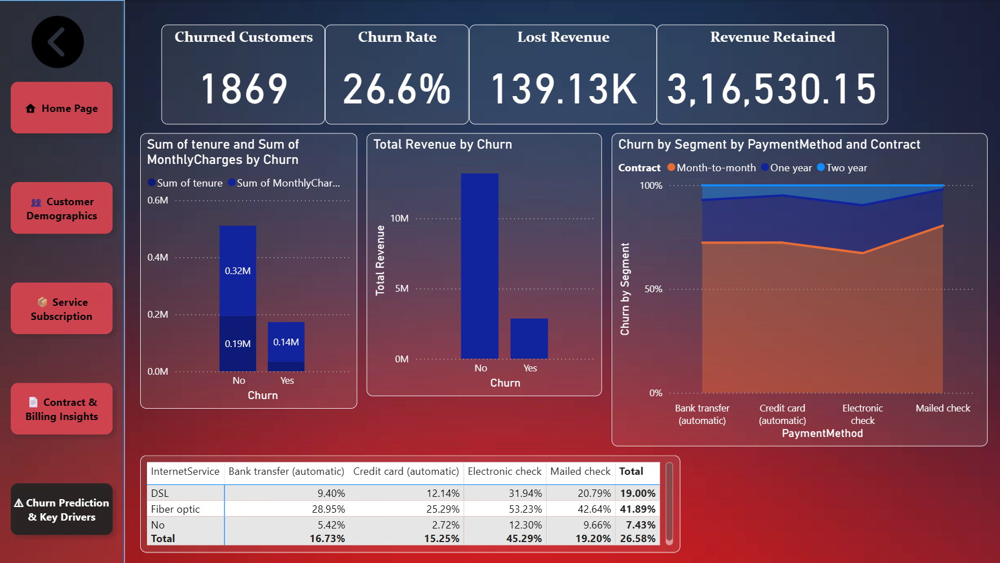 Home Page
Customer
Demographics
Service
Subscription
Contract &
Billing Insights
Churn Prediction
& Key Drivers
Churned Customers
1869
Churn Rate
26.6%
Lost Revenue
139.13K
Revenue Retained
3,16,530.15
Sum of tenure and Sum of
MonthlyCharges by Churn
Sum of tenure Sum of MonthlyChar...
0.6M
0.4M
0.2M
0.0M
0.32M
0.19M
0.14M
No Yes
Churn
Total Revenue by Churn
Total Revenue
10M
5M
0M
No Yes
Churn
Churn by Segment by PaymentMethod and Contract
Contract Month-to-month One year Two year
Churn by Segment
100%
50%
0%
Bank transfer
(automatic)
Credit card
(automatic)
Electronic
check
Mailed check
PaymentMethod
InternetService Bank transfer (automatic) Credit card (automatic) Electronic check Mailed check Total
DSL 9.40% 12.14% 31.94% 20.79% 19.00%
Fiber optic 28.95% 25.29% 53.23% 42.64% 41.89%
No 5.42% 2.72% 12.30% 9.66% 7.43%
Total 16.73% 15.25% 45.29% 19.20% 26.58%